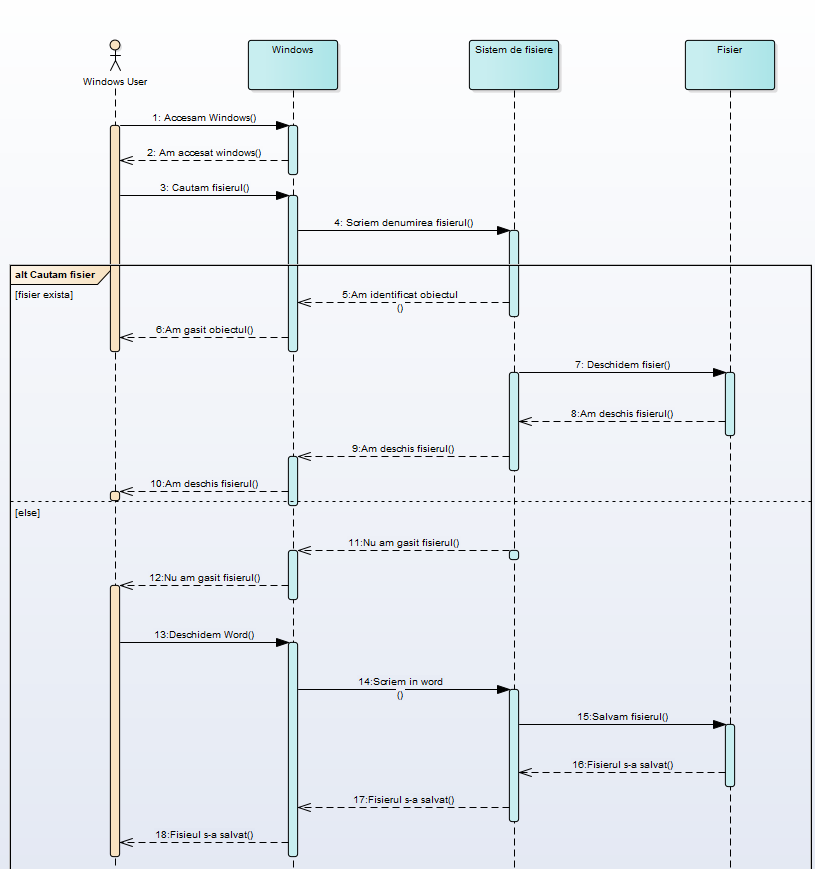 Windows
Sistem de fisiere
Fisier
Windows User
1: Accesam Windows()
2: Am accesat windows()
3: Cautam fisierul()
4: Scriem denumirea fisierul()
alt Cautam fisier
[fisier exista]
5:Am identificat obiectul
()
6:Am gasit obiectul()
7: Deschidem fisier()
8:Am deschis fisierul()
9:Am deschis fisierul()
10:Am deschis fisierul()
[else]
11:Nu am gasit fisierul()
12:Nu am gasit fisierul()
13:Deschidem Word()
14:Scriem in word
()
15:Salvam fisierul()
16:Fisierul s-a salvat()
17:Fisierul s-a salvat()
18:Fisieul s-a salvat()